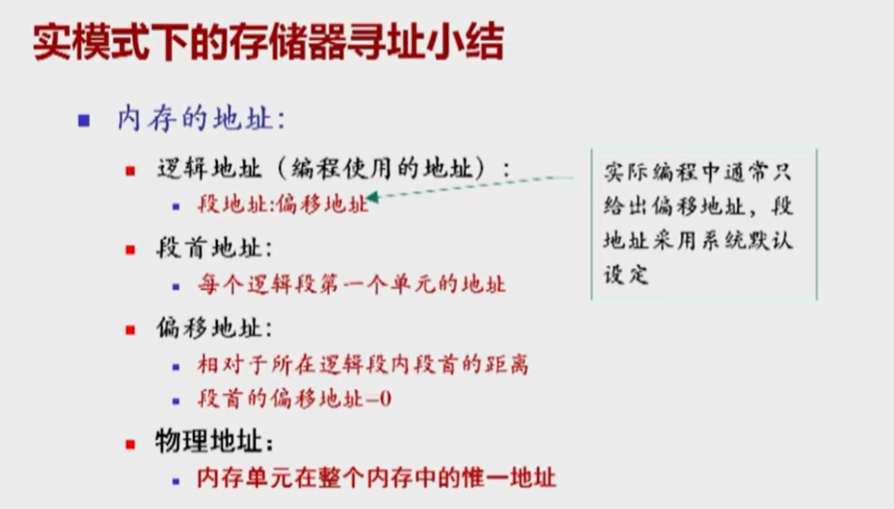 实模式下的存储器寻址小结
内存的地址:
逻辑地址（编程使用的地址）:
段地址:偏移地址
段首地址:
每个逻辑段第一个单元的地址
偏移地址:
相对于所在逻辑段内段首的距离
段首的偏移地址=0
物理地址：
内存单元在整个内存中的惟一地址
实际编程中通常只
给出偏移地址，段
地址采用系统默认
设定